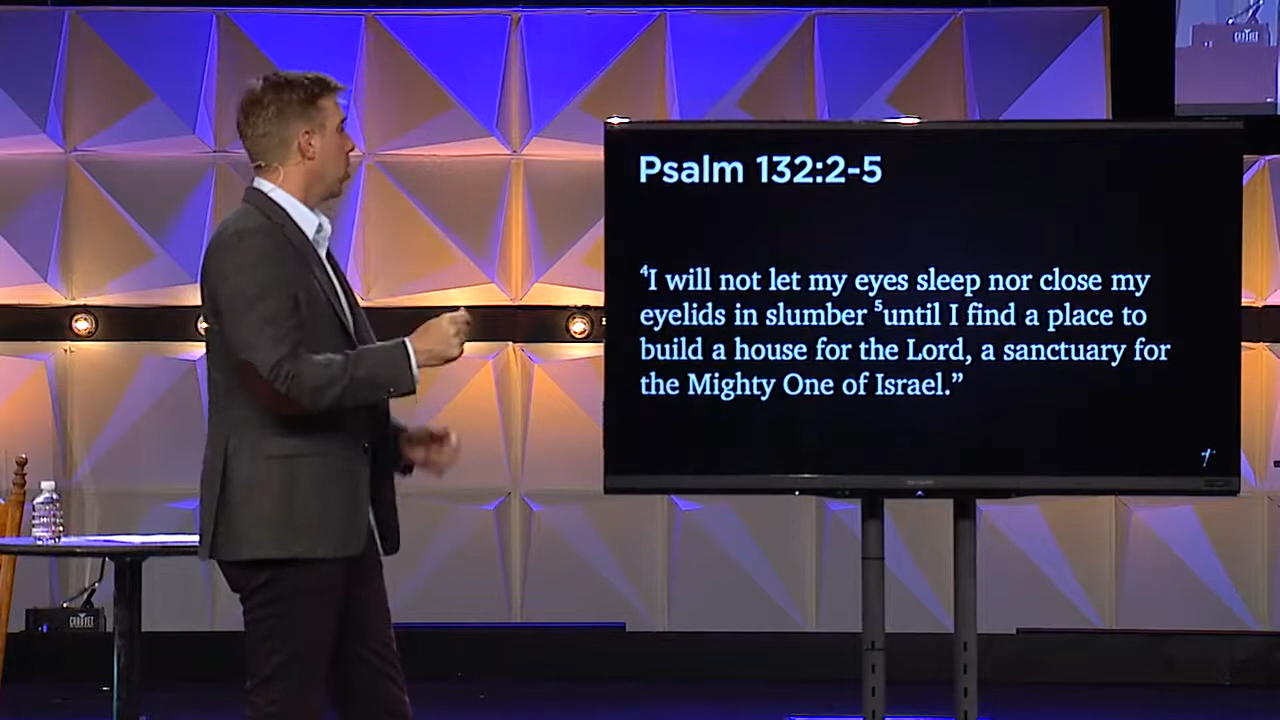 Psalm 132:2-5
⁴I will not let my eyes sleep nor close my
eyelids in slumber ⁵until I find a place to
build a house for the Lord, a sanctuary for
the Mighty One of Israel.”
CHAUVET